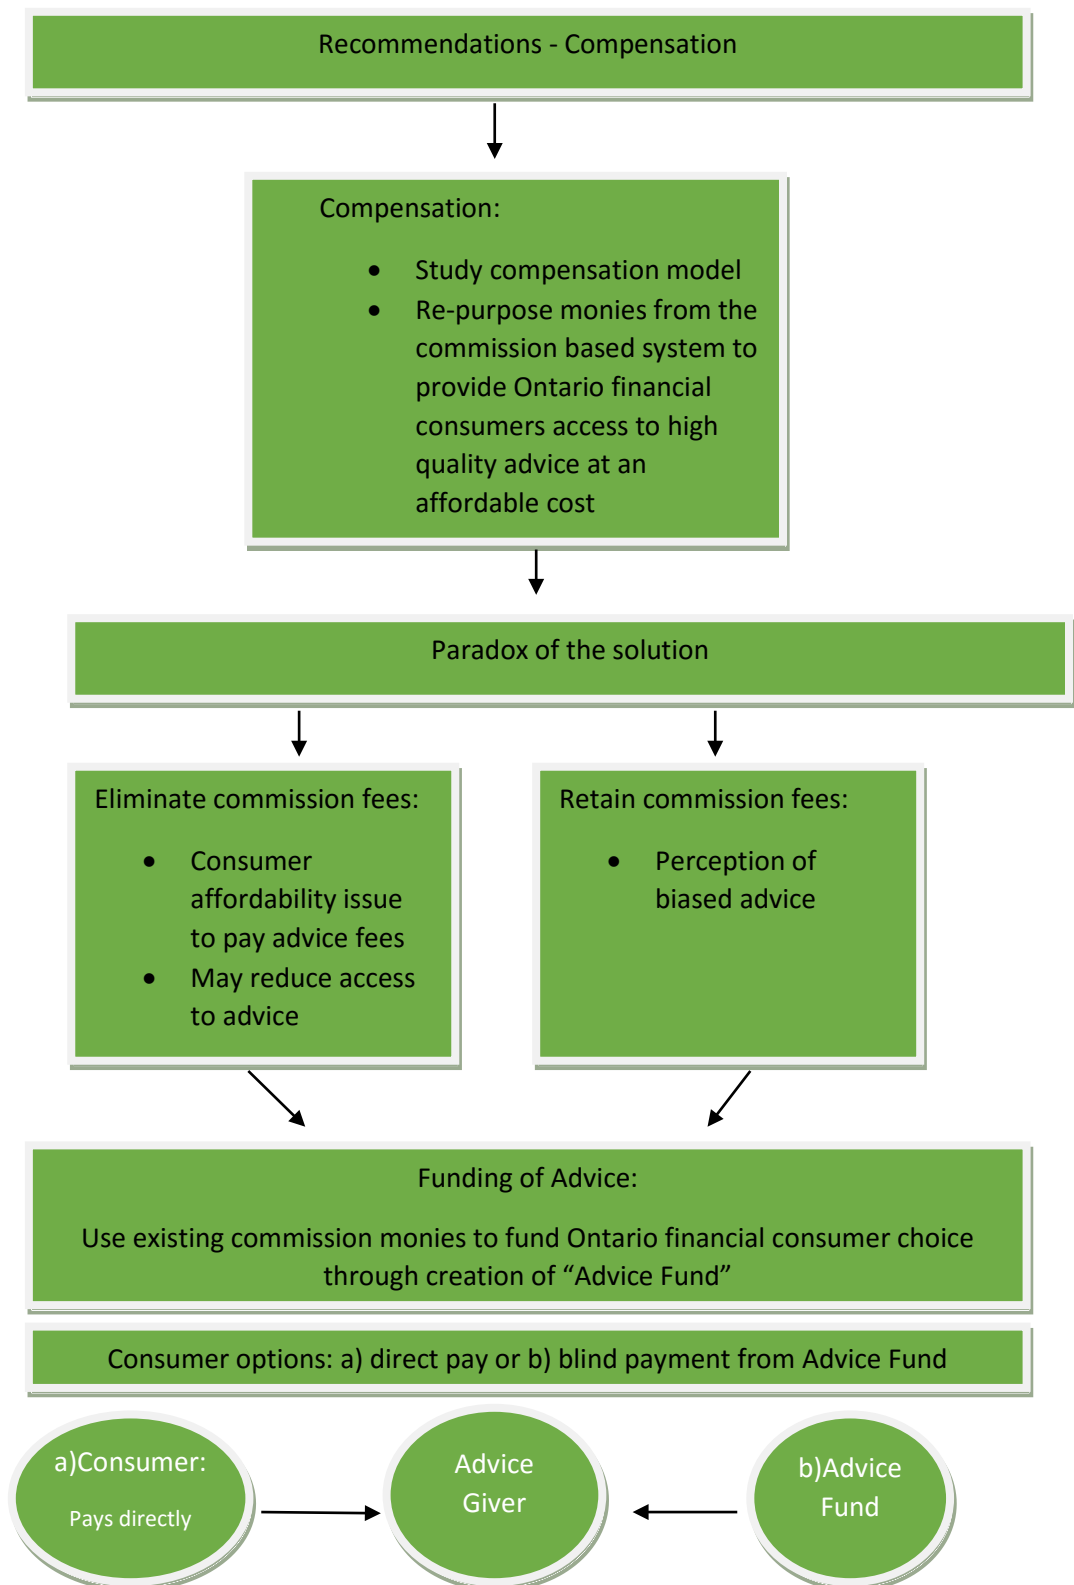 Recommendations - Compensation
Compensation:
• Study compensation model
• Re-purpose monies from the
commission based system to
provide Ontario financial
consumers access to high
quality advice at an
affordable cost
Paradox of the solution
Eliminate commission fees:
• Consumer
affordability issue
to pay advice fees
• May reduce access
to advice
Retain commission fees:
• Perception of
biased advice
Funding of Advice:
Use existing commission monies to fund Ontario financial consumer choice
through creation of “Advice Fund”
Consumer options: a) direct pay or b) blind payment from Advice Fund
a)Consumer:
Pays directly
Advice
Giver
b)Advice
Fund